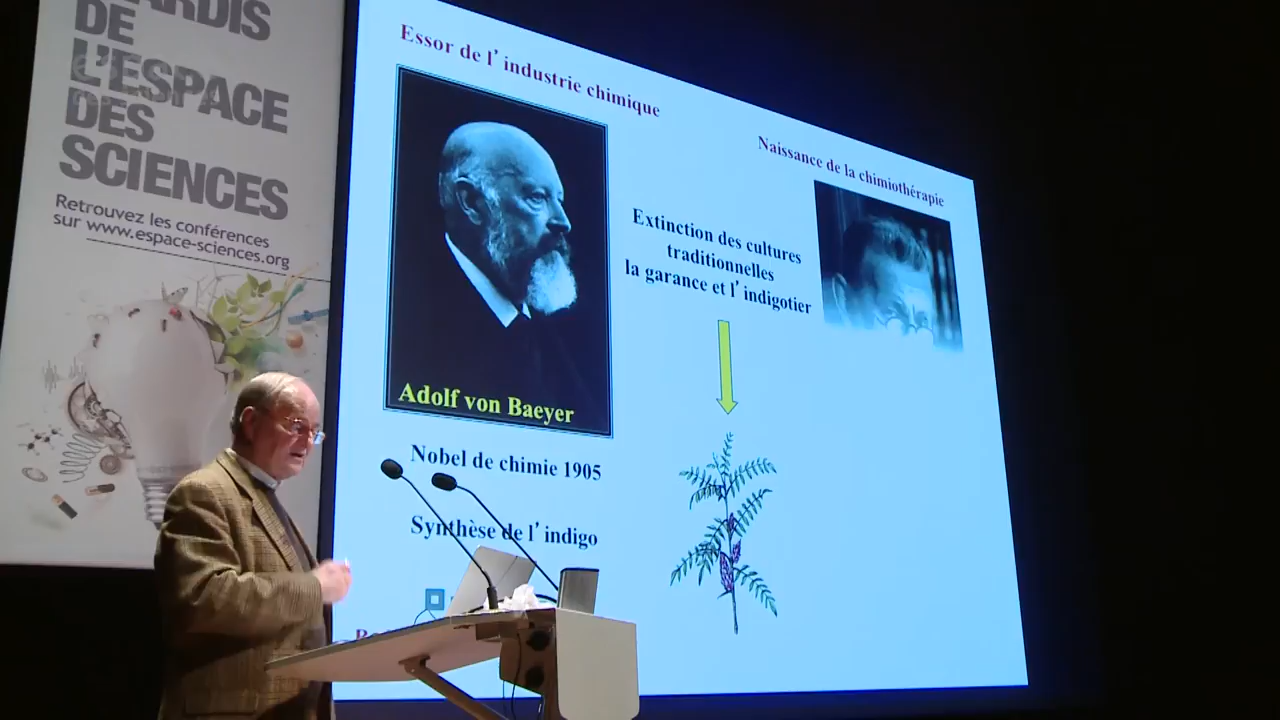 DE
L'ESPACE
DES
SCIENCES
Retrouvez les conférences
sur www.espace-sciences.org
Essor de l' industrie chimique
Naissance de la chimiothérapie
Extinction des cultures
traditionnelles
la garance et l' indigotier
Adolf von Baeyer
Nobel de chimie 1905
Synthèse de l' indigo